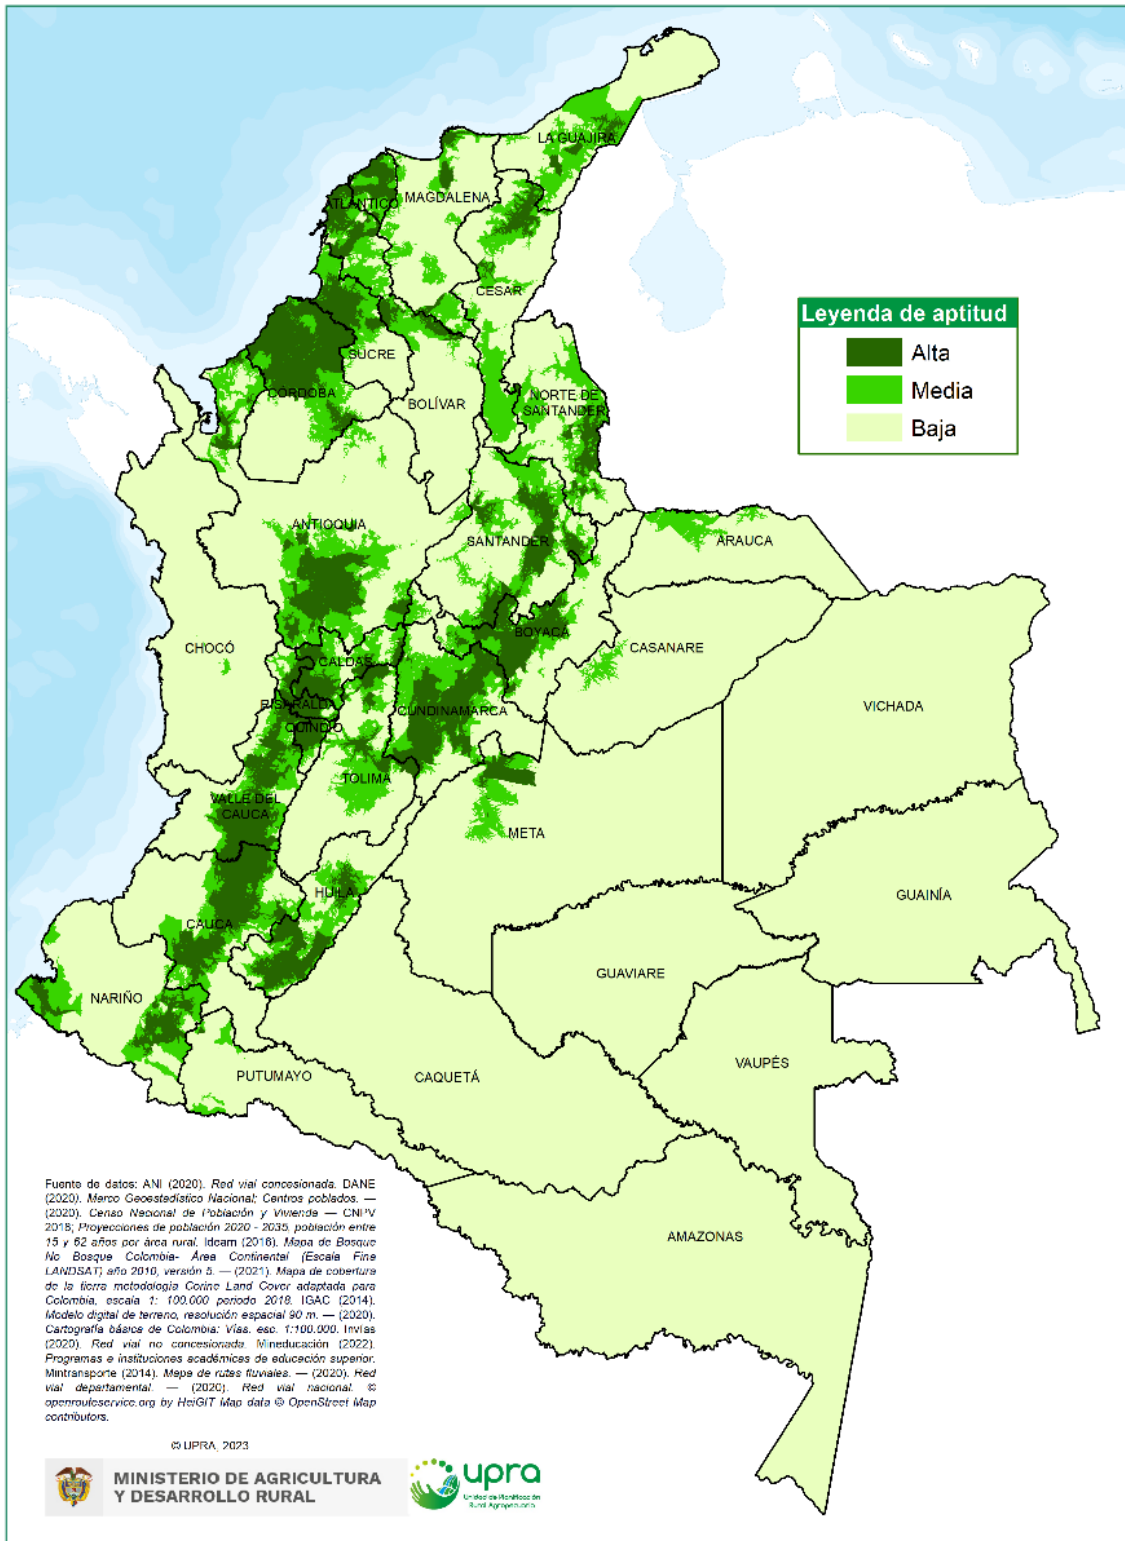 LA GUAJIRA
MAGDALENA
ATLÁNTICO
CESAR
Leyenda de aptitud
Alta
Media
Baja
SUCRE
CÓRDOBA
BOLÍVAR
NORTE DE
SANTANDER
ANTIOQUIA
SANTANDER
ARAUCA
BOYACÁ
CHOCÓ
CALDAS
CASANARE
RISARALDA
CUNDINAMARCA
VICHADA
QUINDIO
TOLIMA
VALLE DEL
CAUCA
META
HUILA
GUAINÍA
CAUCA
GUAVIARE
NARIÑO
VAUPÉS
PUTUMAYO
CAQUETÁ
AMAZONAS
Fuente de datos: ANI (2020). Red vial concesionada. DANE
(2020). Marco Geoestadístico Nacional; Centros poblados. —
(2020). Censo Nacional de Población y Vivienda — CNPV
2018; Proyecciones de población 2020 - 2035, población entre
15 y 62 años por área rural. Ideam (2016). Mapa de Bosque
No Bosque Colombia- Área Continental (Escala Fina
LANDSAT) año 2010, versión 5. — (2021). Mapa de cobertura
de la tierra metodología Corine Land Cover adaptada para
Colombia, escala 1: 100.000 periodo 2018. IGAC (2014).
Modelo digital de terreno, resolución espacial 90 m. — (2020).
Cartografía básica de Colombia: Vías. esc. 1:100.000. Invías
(2020). Red vial no concesionada. Mineducación (2022).
Programas e instituciones académicas de educación superior.
Mintransporte (2014). Mapa de rutas fluviales. — (2020). Red
vial departamental. — (2020). Red vial nacional. ©
openrouteservice.org by HeiGIT Map data © OpenStreet Map
contributors.
© UPRA, 2023
MINISTERIO DE AGRICULTURA
Y DESARROLLO RURAL
upra
Unidad de Planificación
Rural Agropecuaria